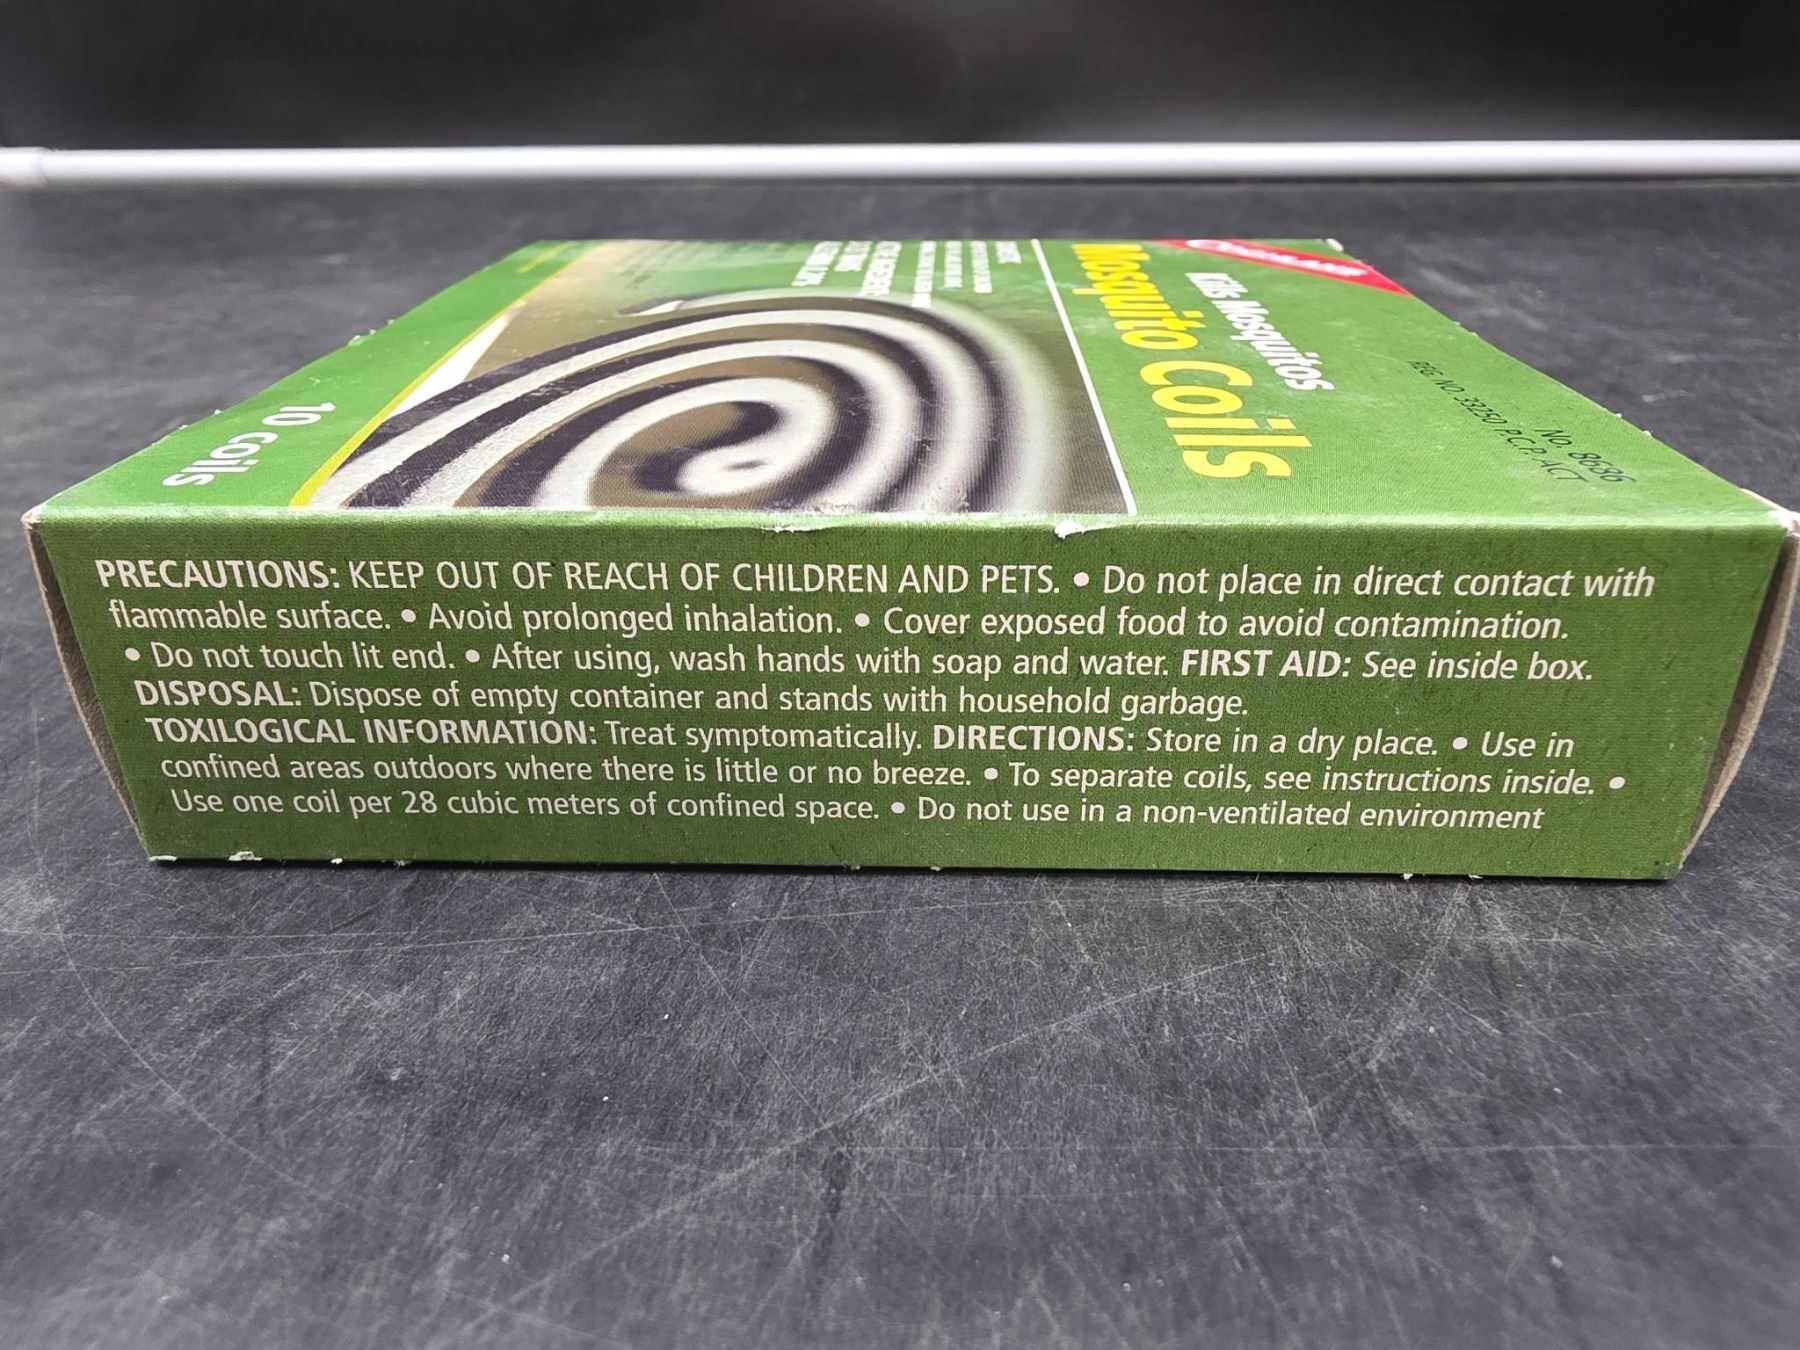 COGHLAN'S
Kills Mosquitos
Mosquito Coils
No. 8686
REG. NO. 33250 P.C.P. ACT
10 coils
PRECAUTIONS: KEEP OUT OF REACH OF CHILDREN AND PETS. • Do not place in direct contact with
flammable surface. • Avoid prolonged inhalation. • Cover exposed food to avoid contamination.
• Do not touch lit end. • After using, wash hands with soap and water. FIRST AID: See inside box.
DISPOSAL: Dispose of empty container and stands with household garbage.
TOXILOGICAL INFORMATION: Treat symptomatically. DIRECTIONS: Store in a dry place. • Use in
confined areas outdoors where there is little or no breeze. • To separate coils, see instructions inside. •
Use one coil per 28 cubic meters of confined space. • Do not use in a non-ventilated environment